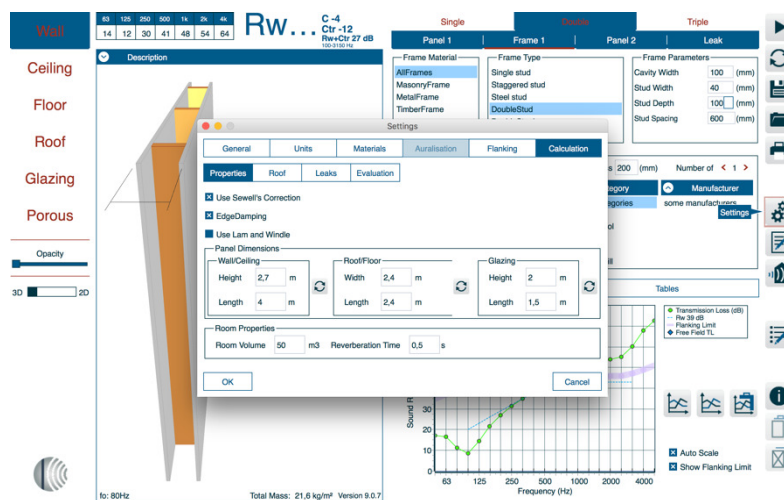 Wall
Ceiling
Floor
Roof
Glazing
Porous
Opacity
3D 2D
63 125 250 500 1k 2k 4k
14 12 30 41 48 54 64
Rw...
C -4
Ctr -12
Rw+Ctr 27 dB
100-3150 Hz
Description
Single Double Triple
Panel 1 Frame 1 Panel 2 Leak
Frame Material
AllFrames
MasonryFrame
MetalFrame
TimberFrame
Frame Type
Single stud
Staggered stud
Steel stud
DoubleStud
Frame Parameters
Cavity Width 100 (mm)
Stud Width 40 (mm)
Stud Depth 100 (mm)
Stud Spacing 600 (mm)
s 200 (mm) Number of < 1 >
egory Manufacturer
egories some manufacturers
Settings
ol
ill
Tables
Settings
General Units Materials Auralisation Flanking Calculation
Properties Roof Leaks Evaluation
Use Sewell's Correction
EdgeDamping
Use Lam and Windle
Panel Dimensions
Wall/Ceiling Roof/Floor Glazing
Height 2,7 m Width 2,4 m Height 2 m
Length 4 m Length 2,4 m Length 1,5 m
Room Properties
Room Volume 50 m3 Reverberation Time 0,5 s
OK Cancel
Transmission Loss (dB)
Rw 39 dB
Flanking Limit
Free Field TL
Sound R
30
20
10
0
63 125 250 500 1000 2000 4000
Frequency (Hz)
Auto Scale
Show Flanking Limit
fo: 80Hz Total Mass: 21,6 kg/m² Version 9.0.7